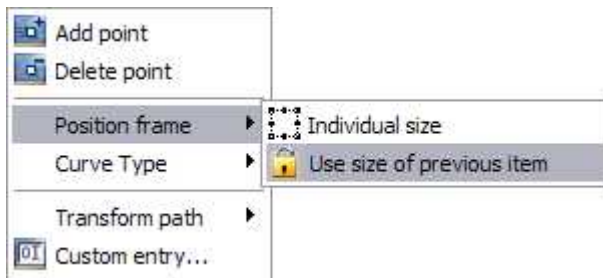 Add point
Delete point
Position frame
Individual size
Curve Type
Use size of previous item
Transform path
Custom entry...